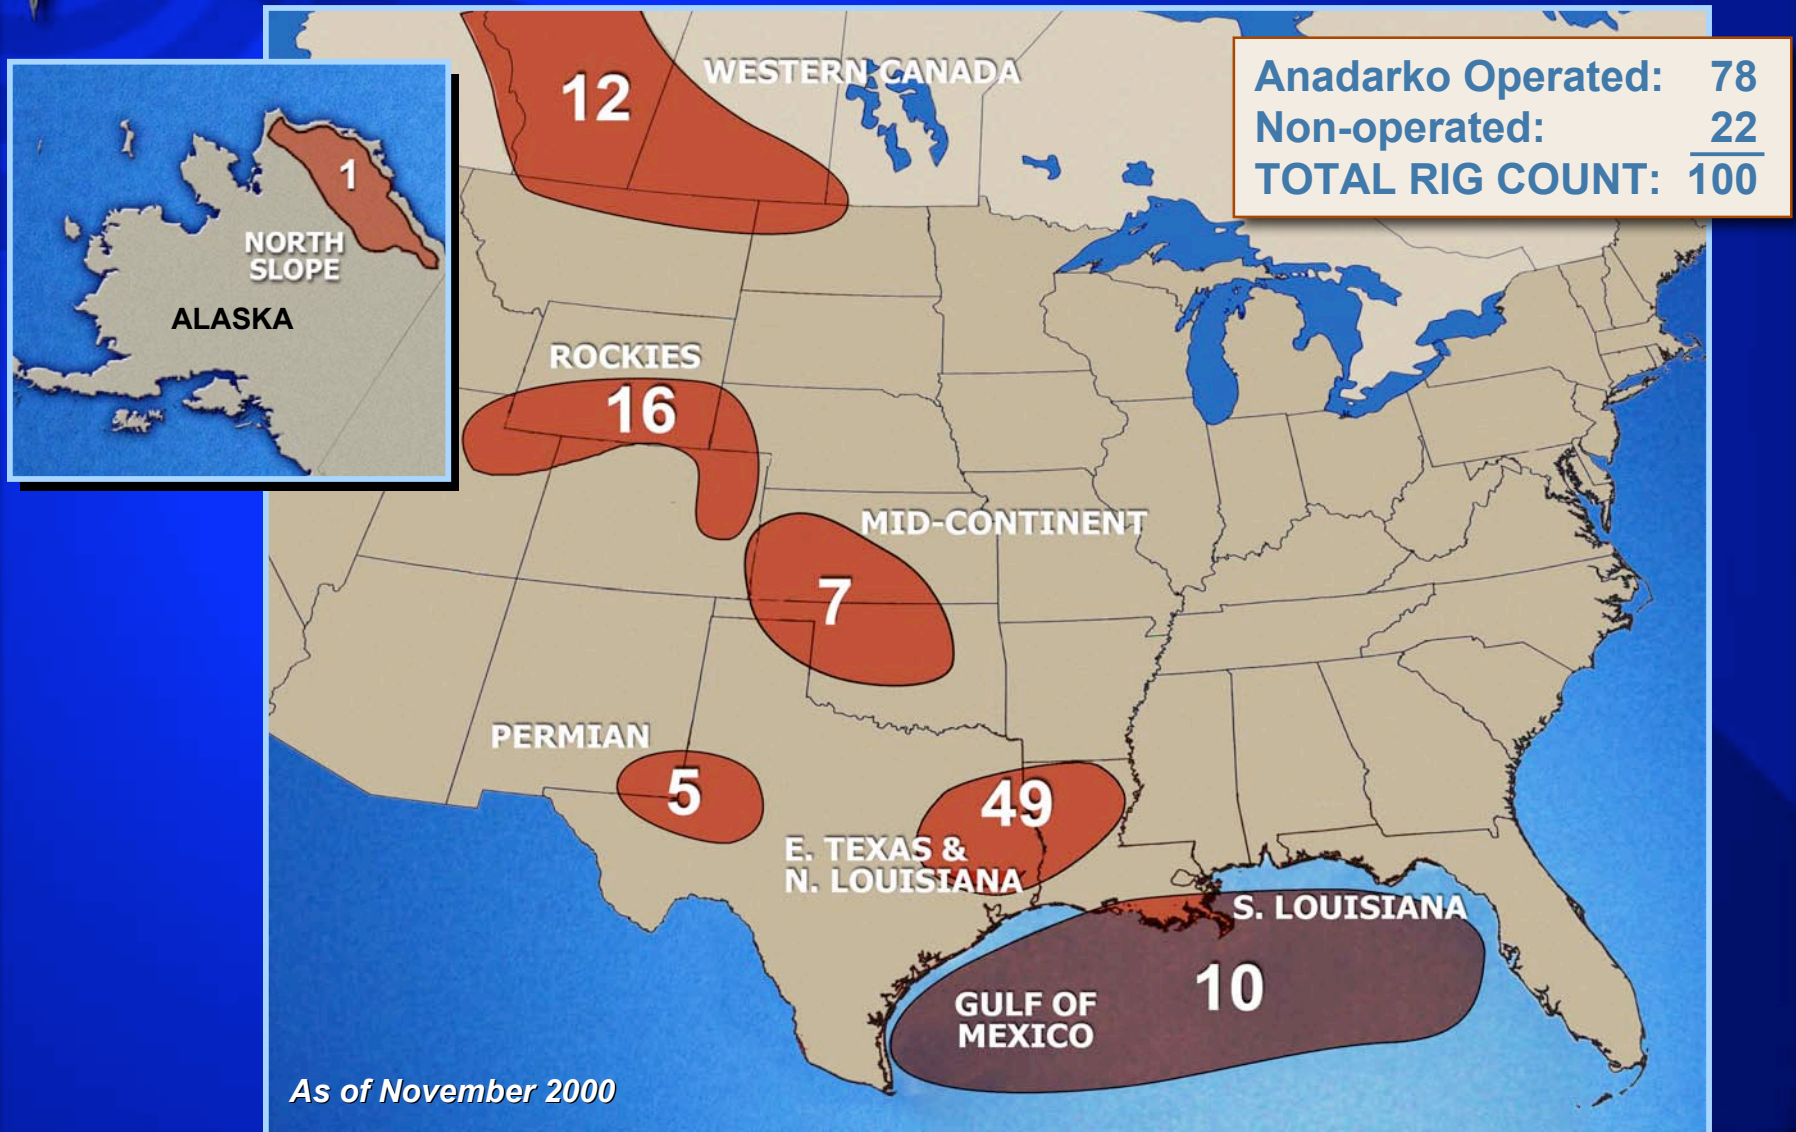 WESTERN CANADA
12
Anadarko Operated: 78
Non-operated: 22
TOTAL RIG COUNT: 100
1
NORTH
SLOPE
ALASKA
ROCKIES
16
MID-CONTINENT
7
PERMIAN
5
49
E. TEXAS &
N. LOUISIANA
S. LOUISIANA
10
GULF OF
MEXICO
As of November 2000